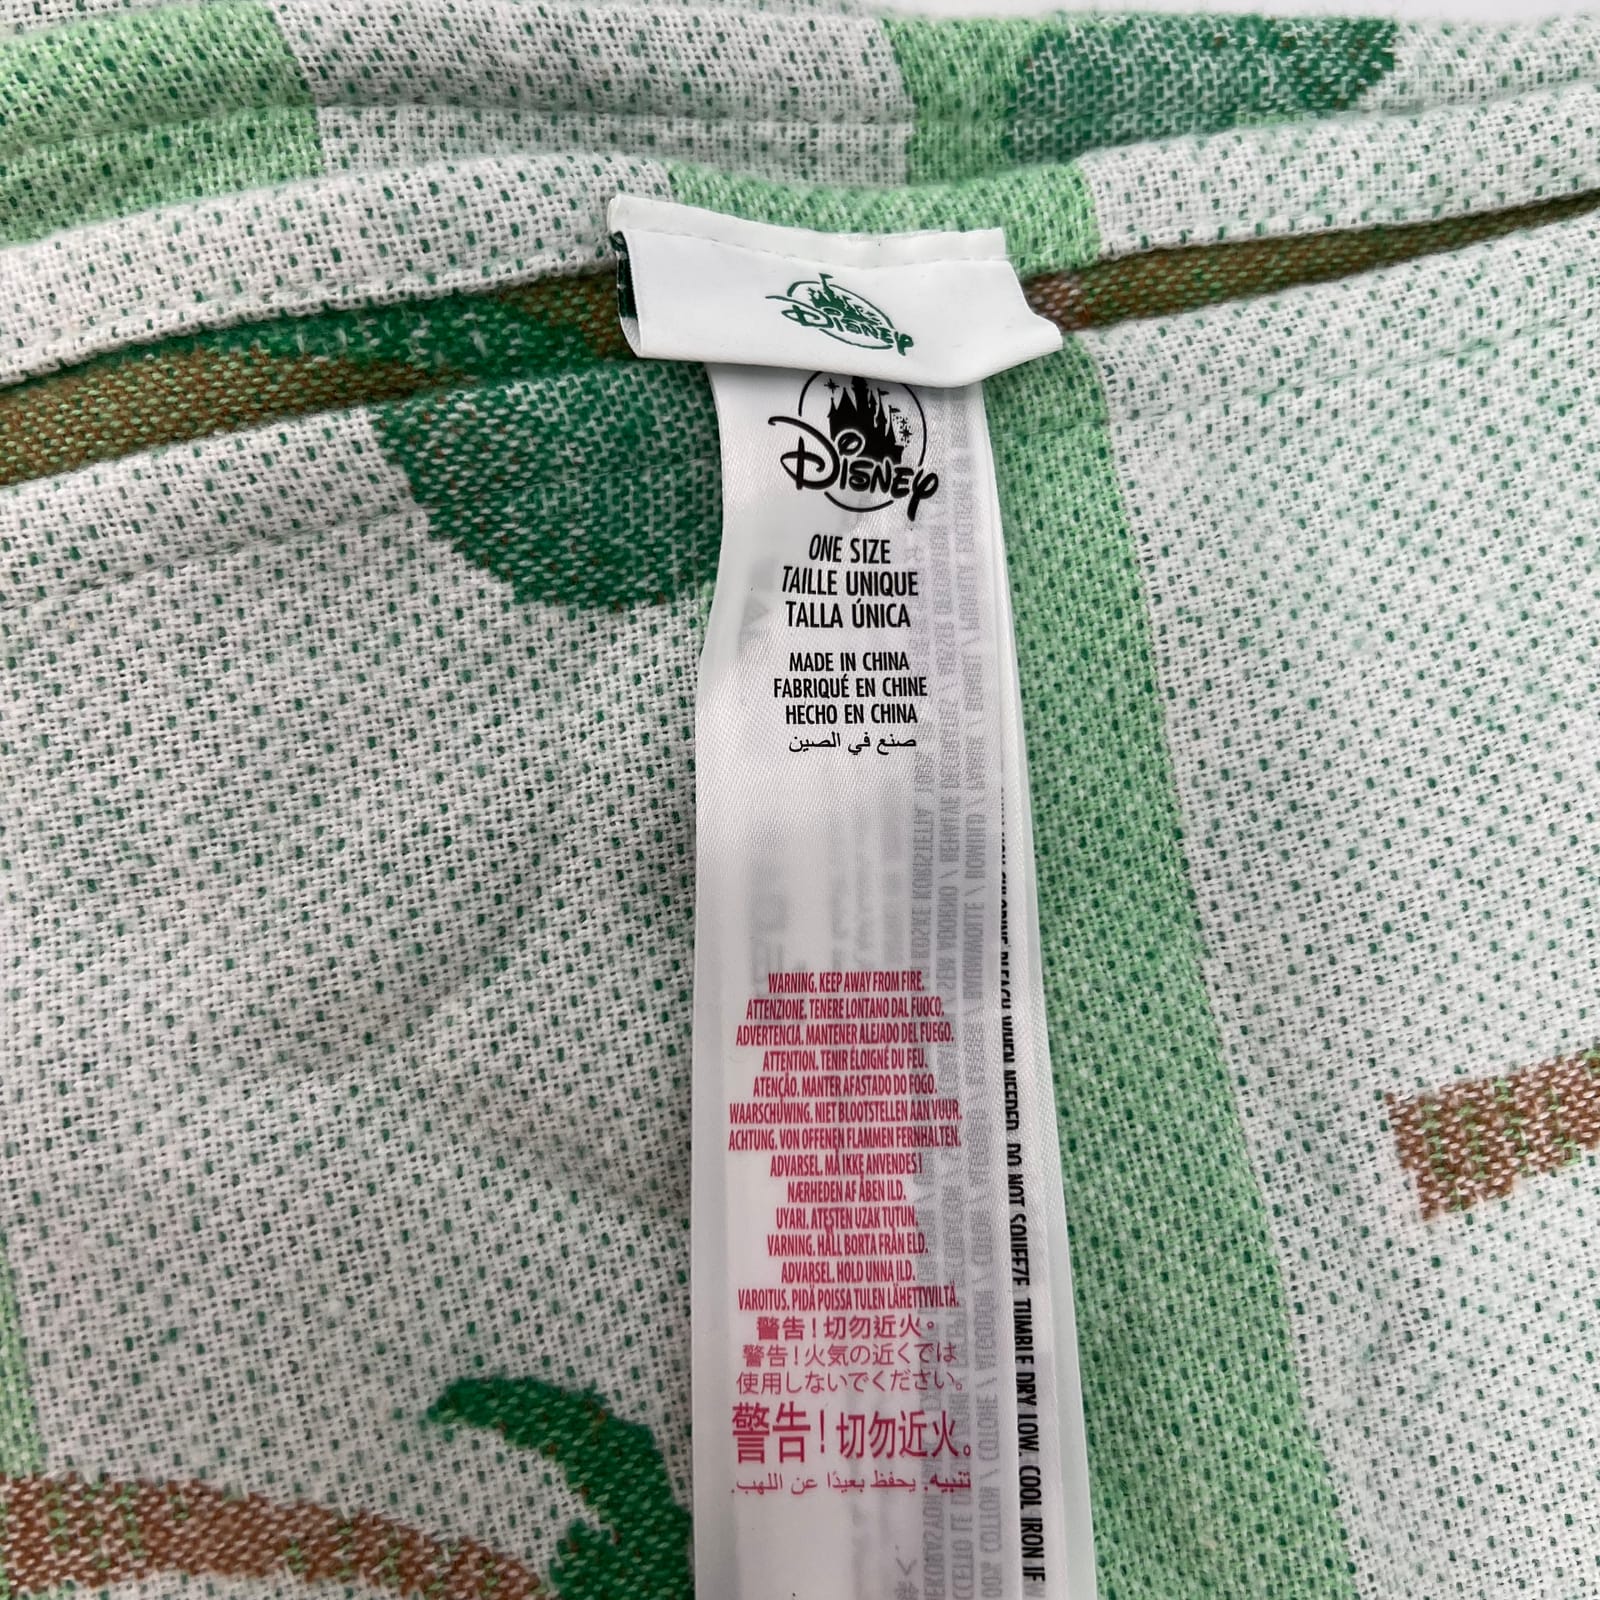 Disney
Disney
ONE SIZE
TAILLE UNIQUE
TALLA ÚNICA
MADE IN CHINA
FABRIQUÉ EN CHINE
HECHO EN CHINA
صنع في الصين
WARNING. KEEP AWAY FROM FIRE.
ATTENZIONE. TENERE LONTANO DAL FUOCO.
ADVERTENCIA. MANTENER ALEJADO DEL FUEGO.
ATTENTION. TENIR ÉLOIGNÉ DU FEU.
ATENÇÃO. MANTER AFASTADO DO FOGO.
WAARSCHUWING. NIET BLOOTSTELLEN AAN VUUR.
ACHTUNG. VON OFFENEN FLAMMEN FERNHALTEN.
ADVARSEL. MÅ IKKE ANVENDES I
NÆRHEDEN AF ÅBEN ILD.
UYARI. ATEŞTEN UZAK TUTUN.
VARNING. HÅLL BORTA FRÅN ELD.
ADVARSEL. HOLD UNNA ILD.
VAROITUS. PIDÄ POISSA TULEN LÄHETTYVILTÄ.
警告！切勿近火。
警告！火気の近くでは
使用しないでください。
警告！切勿近火。
تنبيه. يحفظ بعيدًا عن اللهب.
BLEACH WHEN NEEDED. DO NOT SQUEEZE. TUMBLE DRY LOW. COOL IRON IF